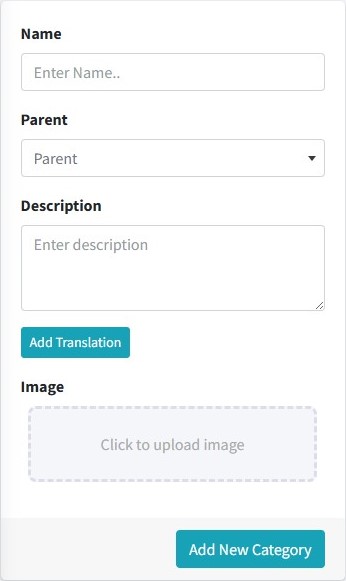 Name
Enter Name..
Parent
Parent
Description
Enter description
Add Translation
Image
Click to upload image
Add New Category